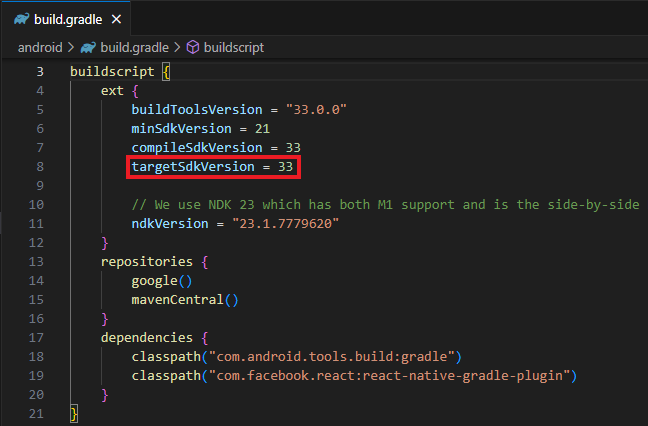 build.gradle ×
android > build.gradle > buildscript
3 buildscript {
4 ext {
5 buildToolsVersion = "33.0.0"
6 minSdkVersion = 21
7 compileSdkVersion = 33
8 targetSdkVersion = 33
9
10 // We use NDK 23 which has both M1 support and is the side-by-side
11 ndkVersion = "23.1.7779620"
12 }
13 repositories {
14 google()
15 mavenCentral()
16 }
17 dependencies {
18 classpath("com.android.tools.build:gradle")
19 classpath("com.facebook.react:react-native-gradle-plugin")
20 }
21 }